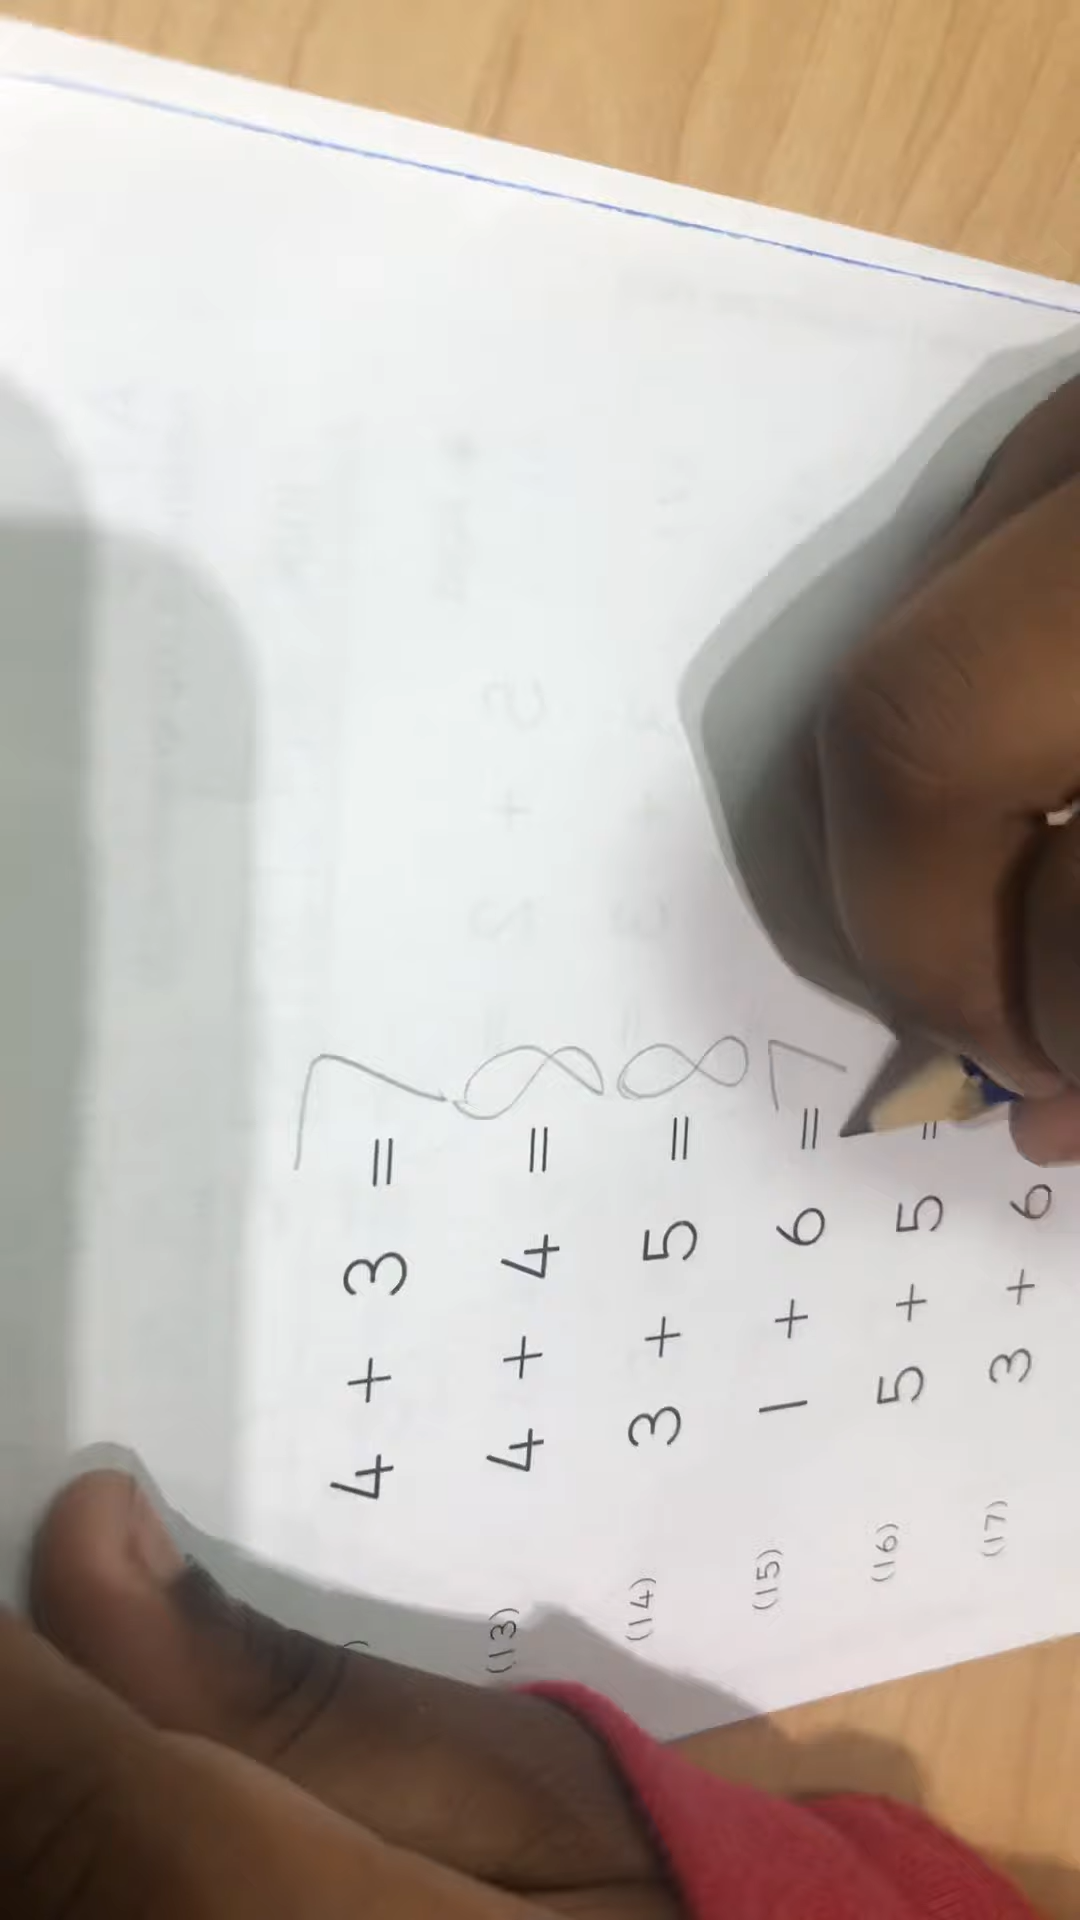 4 + 3 = 7
(13) 4 + 4 = 8
(14) 3 + 5 = 8
(15) 1 + 6 = 7
(16) 5 + 5 =
(17) 3 + 6